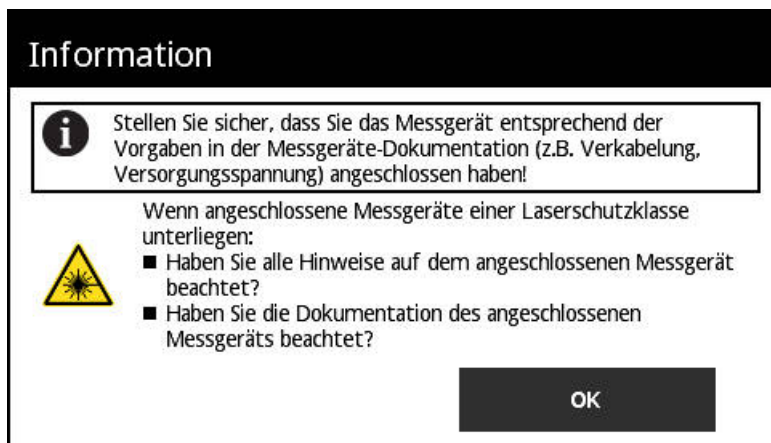 Information
Stellen Sie sicher, dass Sie das Messgerät entsprechend der
Vorgaben in der Messgeräte-Dokumentation (z.B. Verkabelung,
Versorgungsspannung) angeschlossen haben!
Wenn angeschlossene Messgeräte einer Laserschutzklasse
unterliegen:
■ Haben Sie alle Hinweise auf dem angeschlossenen Messgerät
beachtet?
■ Haben Sie die Dokumentation des angeschlossenen
Messgeräts beachtet?
OK